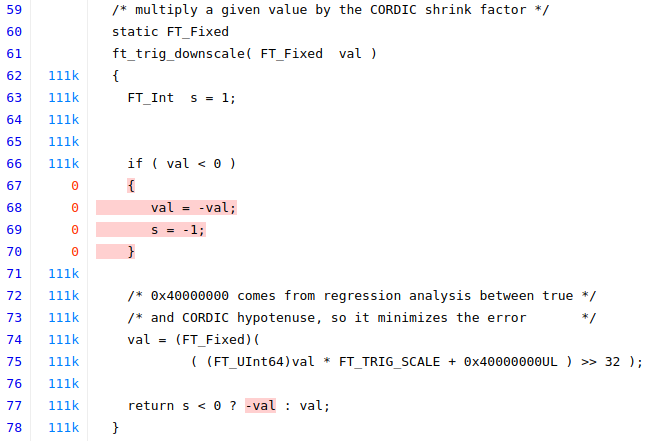 59 /* multiply a given value by the CORDIC shrink factor */
60 static FT_Fixed
61 ft_trig_downscale( FT_Fixed  val )
62 111k {
63 111k   FT_Int  s = 1;
64 111k
65 111k
66 111k   if ( val < 0 )
67 0   {
68 0      val = -val;
69 0      s = -1;
70 0   }
71 111k
72 111k   /* 0x40000000 comes from regression analysis between true */
73 111k   /* and CORDIC hypotenuse, so it minimizes the error       */
74 111k   val = (FT_Fixed)(
75 111k           ( (FT_UInt64)val * FT_TRIG_SCALE + 0x40000000UL ) >> 32 );
76 111k
77 111k   return s < 0 ? -val : val;
78 111k }